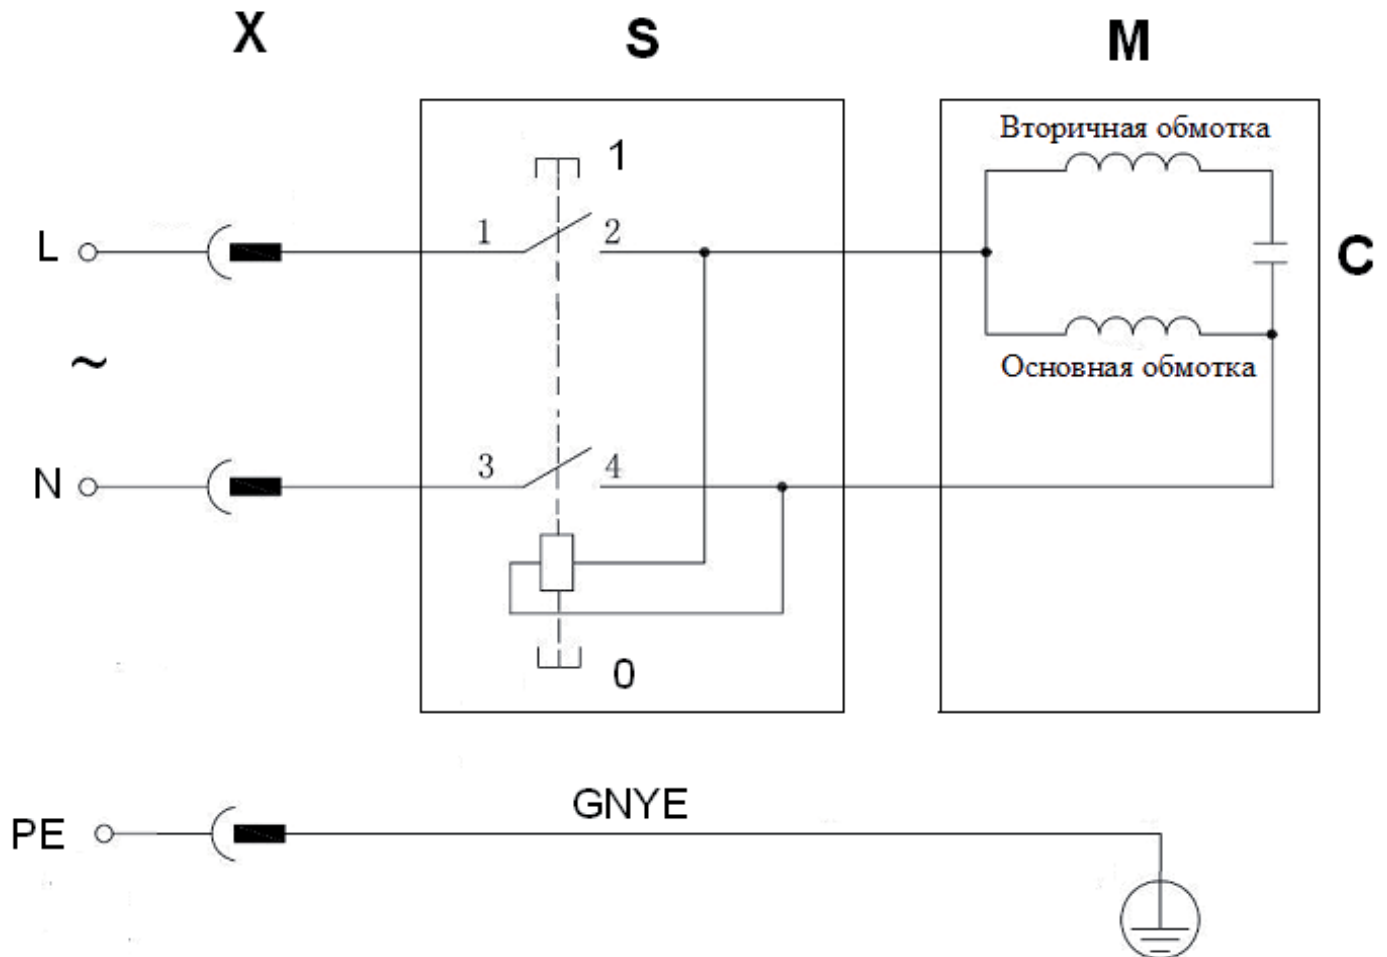 X S M
Вторичная обмотка
1
L 1 2 C
~
Основная обмотка
N 3 4
0
GNYE
PE